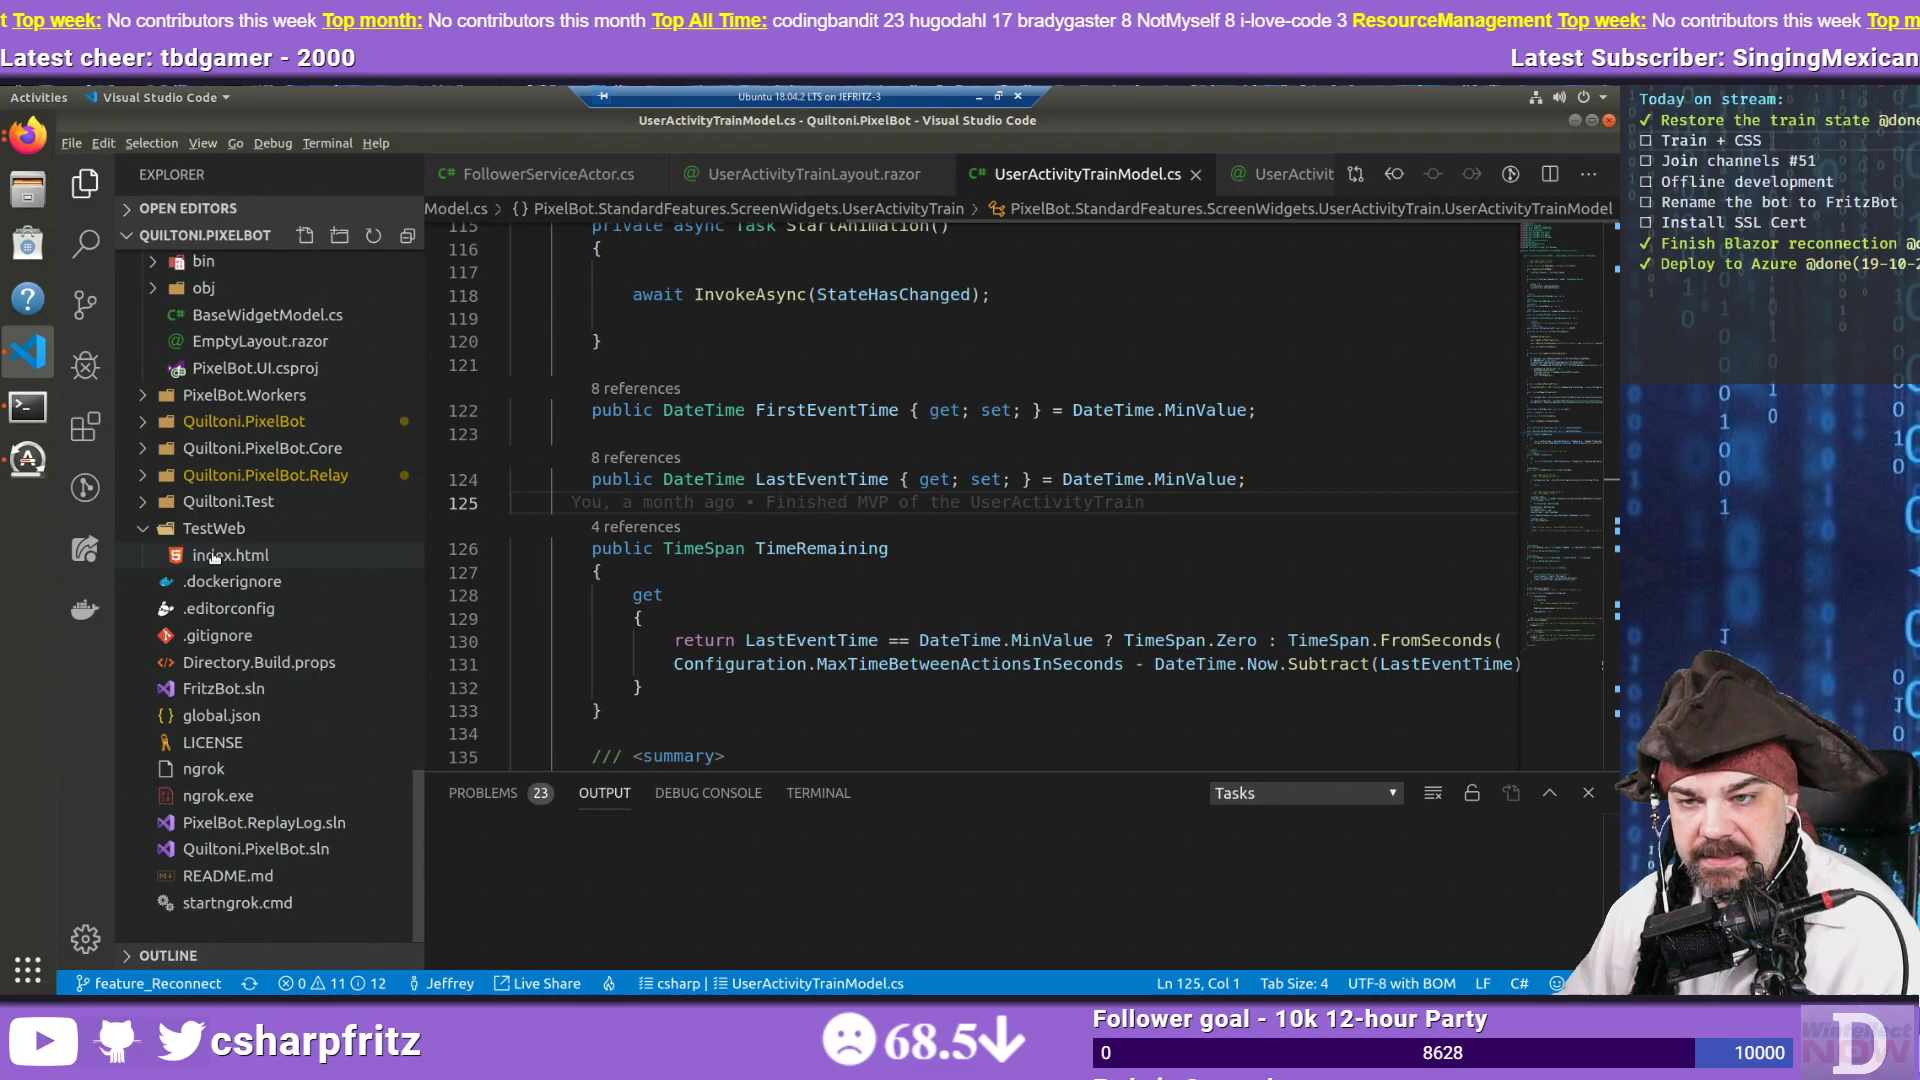 t Top week: No contributors this week Top month: No contributors this month Top All Time: codingbandit 23 hugodahl 17 bradygaster 8 NotMyself 8 i-love-code 3 ResourceManagement Top week: No contributors this week Top m
Latest cheer: tbdgamer - 2000
Latest Subscriber: SingingMexican
Activities Visual Studio Code
Ubuntu 18.04.2 LTS on JEFRITZ-3
UserActivityTrainModel.cs - Quiltoni.PixelBot - Visual Studio Code
File Edit Selection View Go Debug Terminal Help
EXPLORER
OPEN EDITORS
QUILTONI.PIXELBOT
bin
obj
BaseWidgetModel.cs
EmptyLayout.razor
PixelBot.UI.csproj
PixelBot.Workers
Quiltoni.PixelBot
Quiltoni.PixelBot.Core
Quiltoni.PixelBot.Relay
Quiltoni.Test
TestWeb
index.html
.dockerignore
.editorconfig
.gitignore
Directory.Build.props
FritzBot.sln
global.json
LICENSE
ngrok
ngrok.exe
PixelBot.ReplayLog.sln
Quiltoni.PixelBot.sln
README.md
startngrok.cmd
OUTLINE
FollowerServiceActor.cs UserActivityTrainLayout.razor UserActivityTrainModel.cs UserActivit
Model.cs > {} PixelBot.StandardFeatures.ScreenWidgets.UserActivityTrain > PixelBot.StandardFeatures.ScreenWidgets.UserActivityTrain.UserActivityTrainModel
115 private async Task StartAnimation()
116 {
117
118 await InvokeAsync(StateHasChanged);
119
120 }
121
8 references
122 public DateTime FirstEventTime { get; set; } = DateTime.MinValue;
123
8 references
124 public DateTime LastEventTime { get; set; } = DateTime.MinValue;
125 You, a month ago • Finished MVP of the UserActivityTrain
4 references
126 public TimeSpan TimeRemaining
127 {
128 get
129 {
130 return LastEventTime == DateTime.MinValue ? TimeSpan.Zero : TimeSpan.FromSeconds(
131 Configuration.MaxTimeBetweenActionsInSeconds - DateTime.Now.Subtract(LastEventTime)
132 }
133 }
134
135 /// <summary>
PROBLEMS 23 OUTPUT DEBUG CONSOLE TERMINAL
Tasks
feature_Reconnect 0 11 12 Jeffrey Live Share csharp | UserActivityTrainModel.cs
Ln 125, Col 1 Tab Size: 4 UTF-8 with BOM LF C#
Today on stream:
✓ Restore the train state @done
☐ Train + CSS
☐ Join channels #51
☐ Offline development
☐ Rename the bot to FritzBot
☐ Install SSL Cert
✓ Finish Blazor reconnection @d
✓ Deploy to Azure @done(19-10-2
csharpfritz
68.5
Follower goal - 10k 12-hour Party
0 8628 10000
NOW